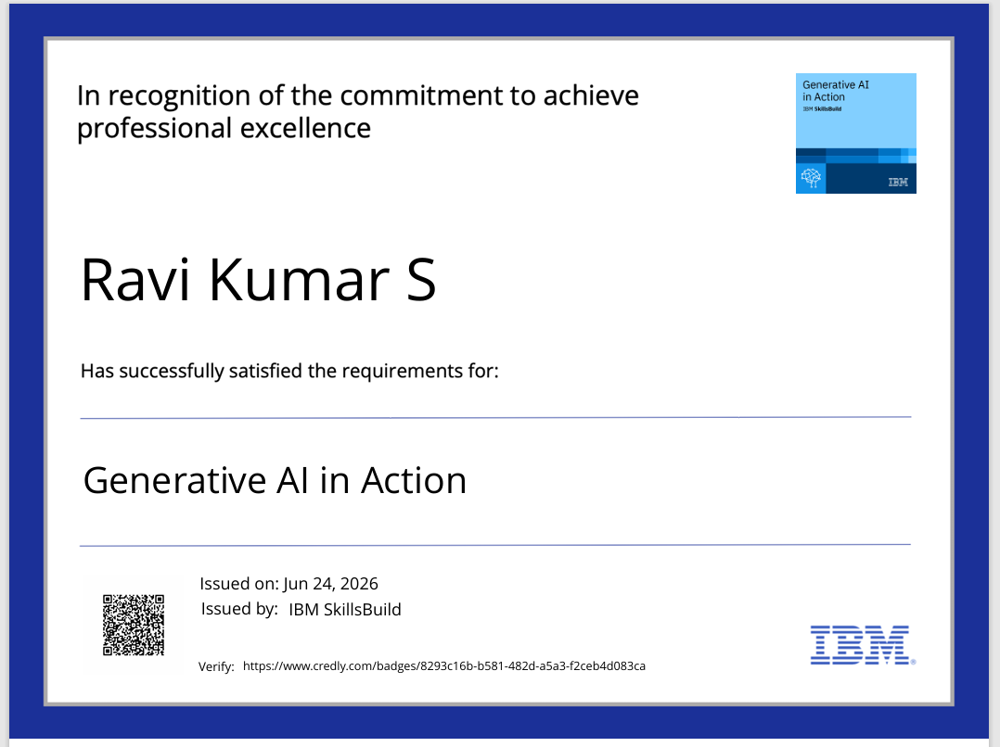 In recognition of the commitment to achieve
professional excellence
Generative AI
in Action
IBM SkillsBuild
IBM
Ravi Kumar S
Has successfully satisfied the requirements for:
Generative AI in Action
Issued on: Jun 24, 2026
Issued by: IBM SkillsBuild
Verify: https://www.credly.com/badges/8293c16b-b581-482d-a5a3-f2ceb4d083ca
IBM®